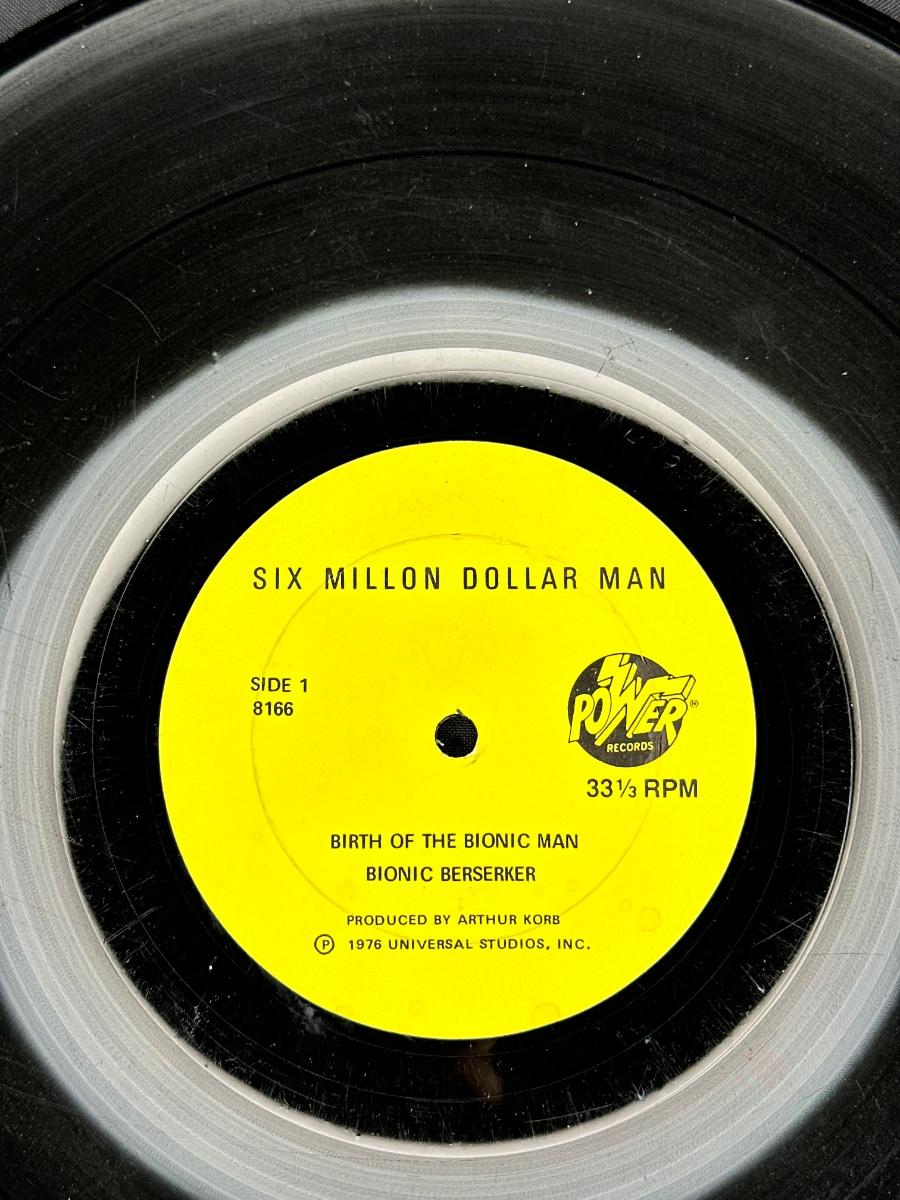 SIX MILLON DOLLAR MAN
SIDE 1
8166
POWER
RECORDS
®
33⅓ RPM
BIRTH OF THE BIONIC MAN
BIONIC BERSERKER
PRODUCED BY ARTHUR KORB
Ⓟ 1976 UNIVERSAL STUDIOS, INC.